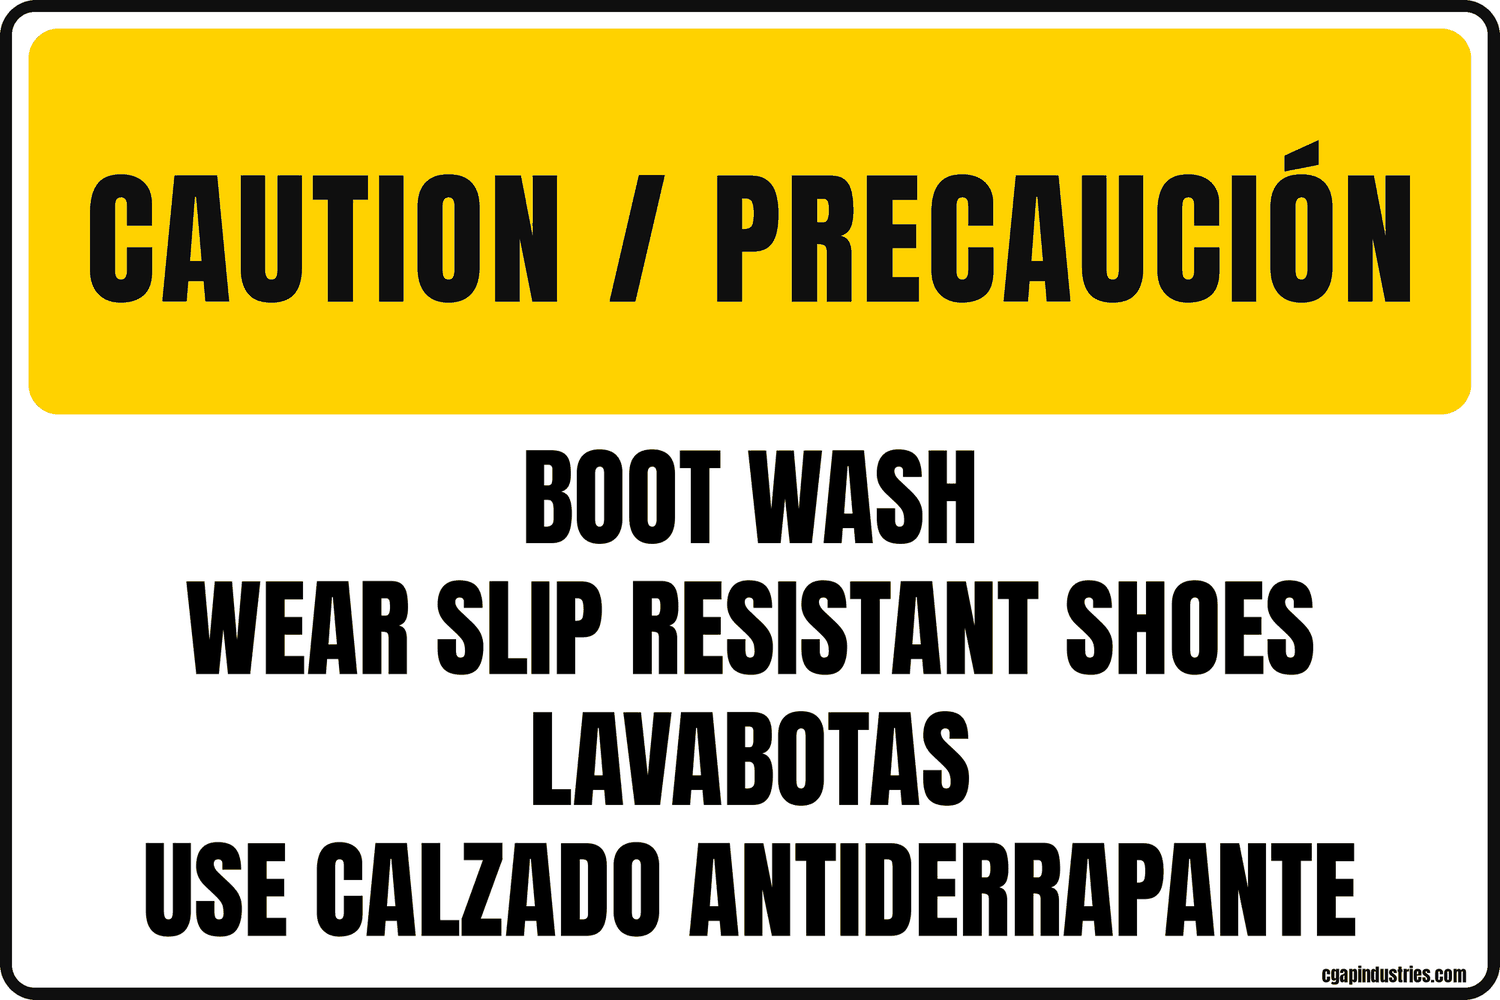 CAUTION / PRECAUCIÓN
BOOT WASH
WEAR SLIP RESISTANT SHOES
LAVABOTAS
USE CALZADO ANTIDERRAPANTE
cgapindustries.com